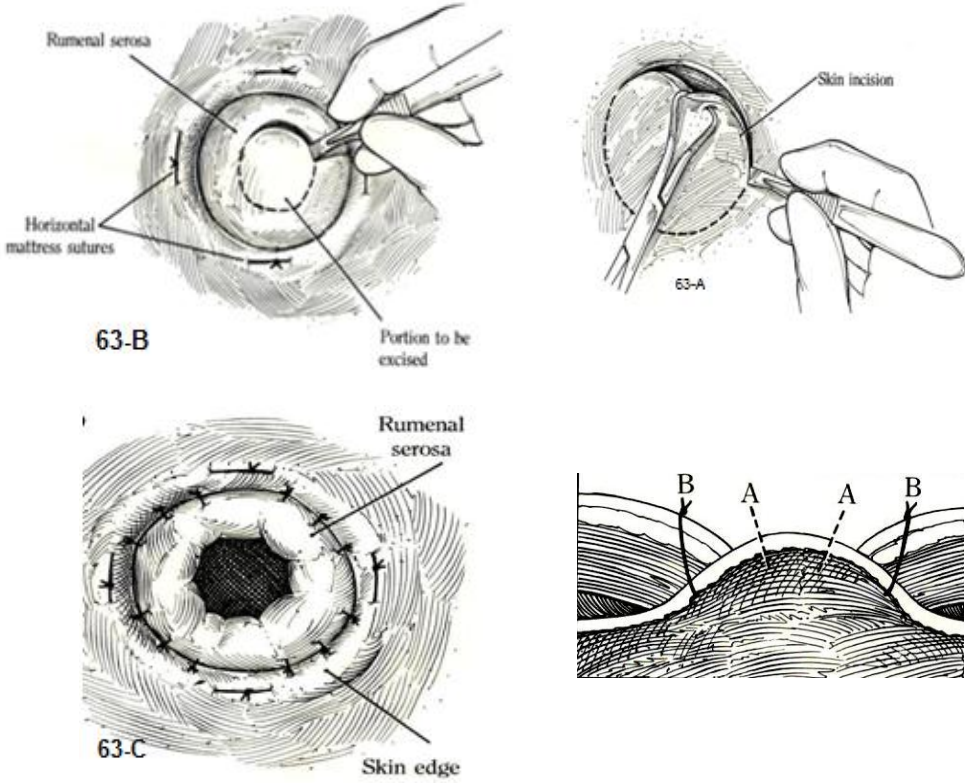 Rumenal serosa
Horizontal
mattress sutures
Portion to be
excised
63-B
Skin incision
63-A
Rumenal
serosa
Skin edge
63-C
B A A B